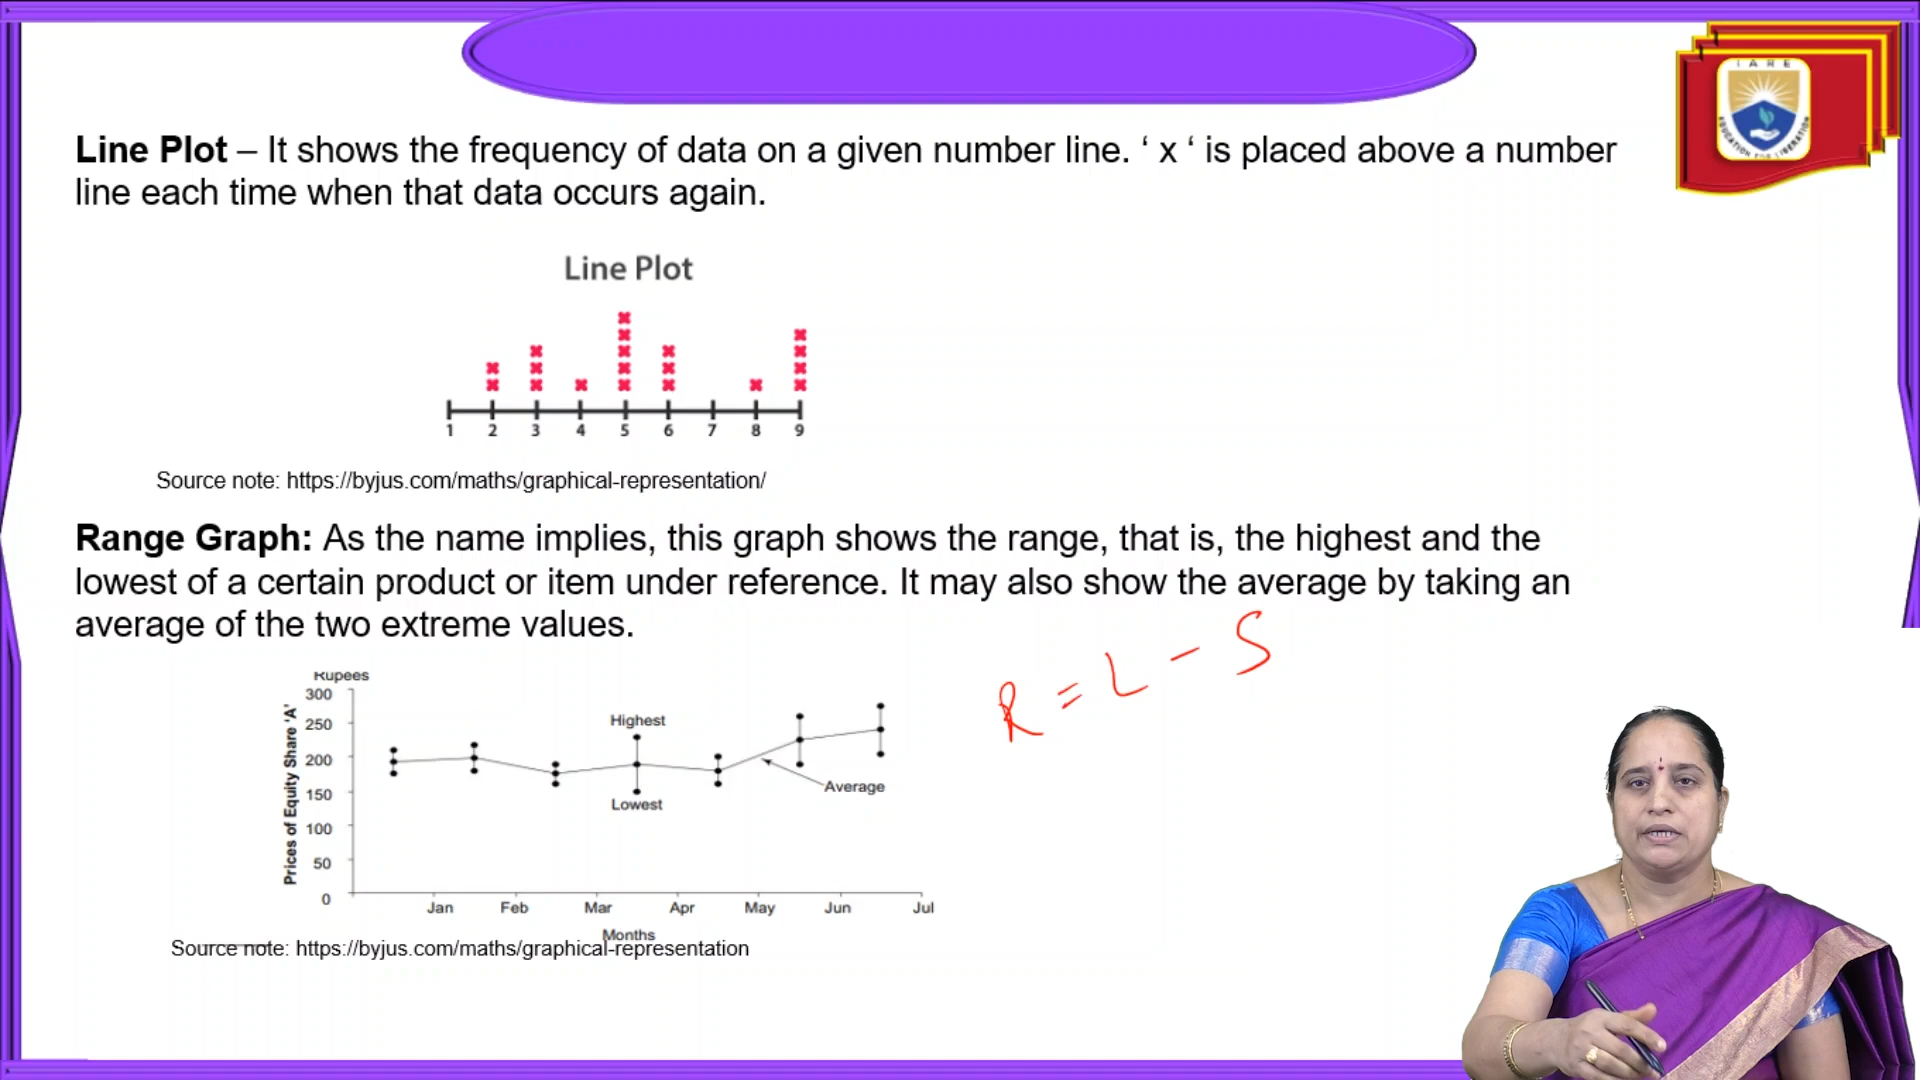 IARE
EDUCATION FOR LIBERATION
Line Plot – It shows the frequency of data on a given number line. ‘ x ‘ is placed above a number
line each time when that data occurs again.
Line Plot
1 2 3 4 5 6 7 8 9
Source note: https://byjus.com/maths/graphical-representation/
Range Graph: As the name implies, this graph shows the range, that is, the highest and the
lowest of a certain product or item under reference. It may also show the average by taking an
average of the two extreme values.
R = L - S
Rupees
Prices of Equity Share 'A'
300
250
200
150
100
50
0
Highest
Lowest
Average
Jan Feb Mar Apr May Jun Jul
Months
Source note: https://byjus.com/maths/graphical-representation